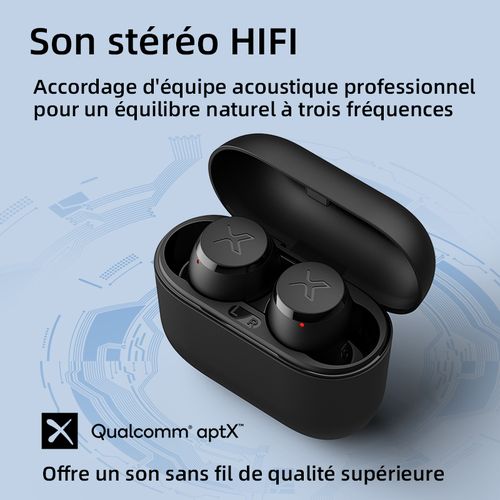 Son stéréo HIFI
Accordage d'équipe acoustique professionnel
pour un équilibre naturel à trois fréquences
L R
Qualcomm® aptX™
Offre un son sans fil de qualité supérieure